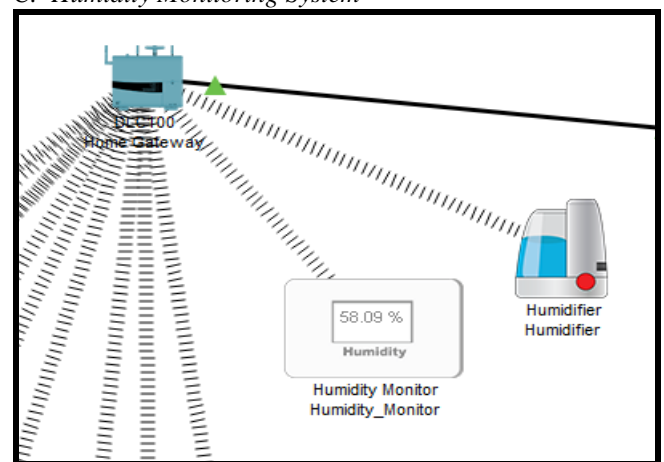 C. Humidity Monitoring System
DLC100
Home Gateway
58.09 %
Humidity
Humidifier
Humidifier
Humidity Monitor
Humidity_Monitor